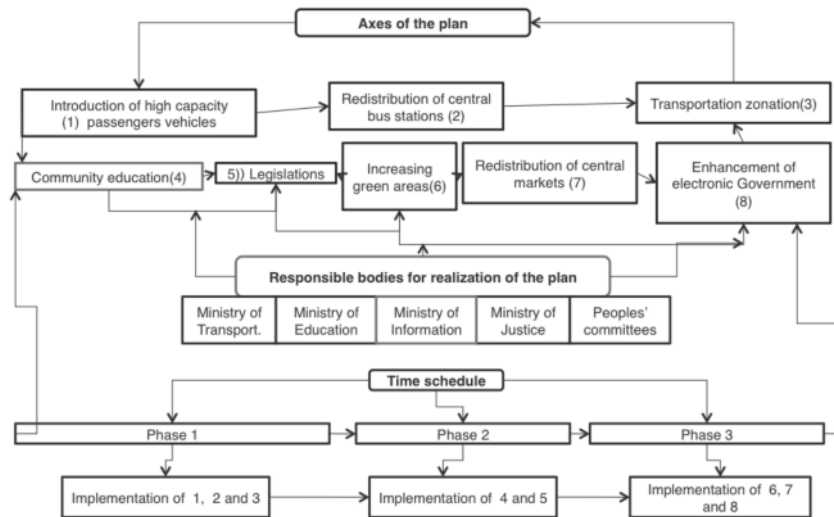 Axes of the plan
Introduction of high capacity
(1) passengers vehicles
Redistribution of central
bus stations (2)
Transportation zonation(3)
Community education(4)
5)) Legislations
Increasing
green areas(6)
Redistribution of central
markets (7)
Enhancement of
electronic Government
(8)
Responsible bodies for realization of the plan
Ministry of
Transport.
Ministry of
Education
Ministry of
Information
Ministry of
Justice
Peoples'
committees
Time schedule
Phase 1
Phase 2
Phase 3
Implementation of 1, 2 and 3
Implementation of 4 and 5
Implementation of 6, 7
and 8